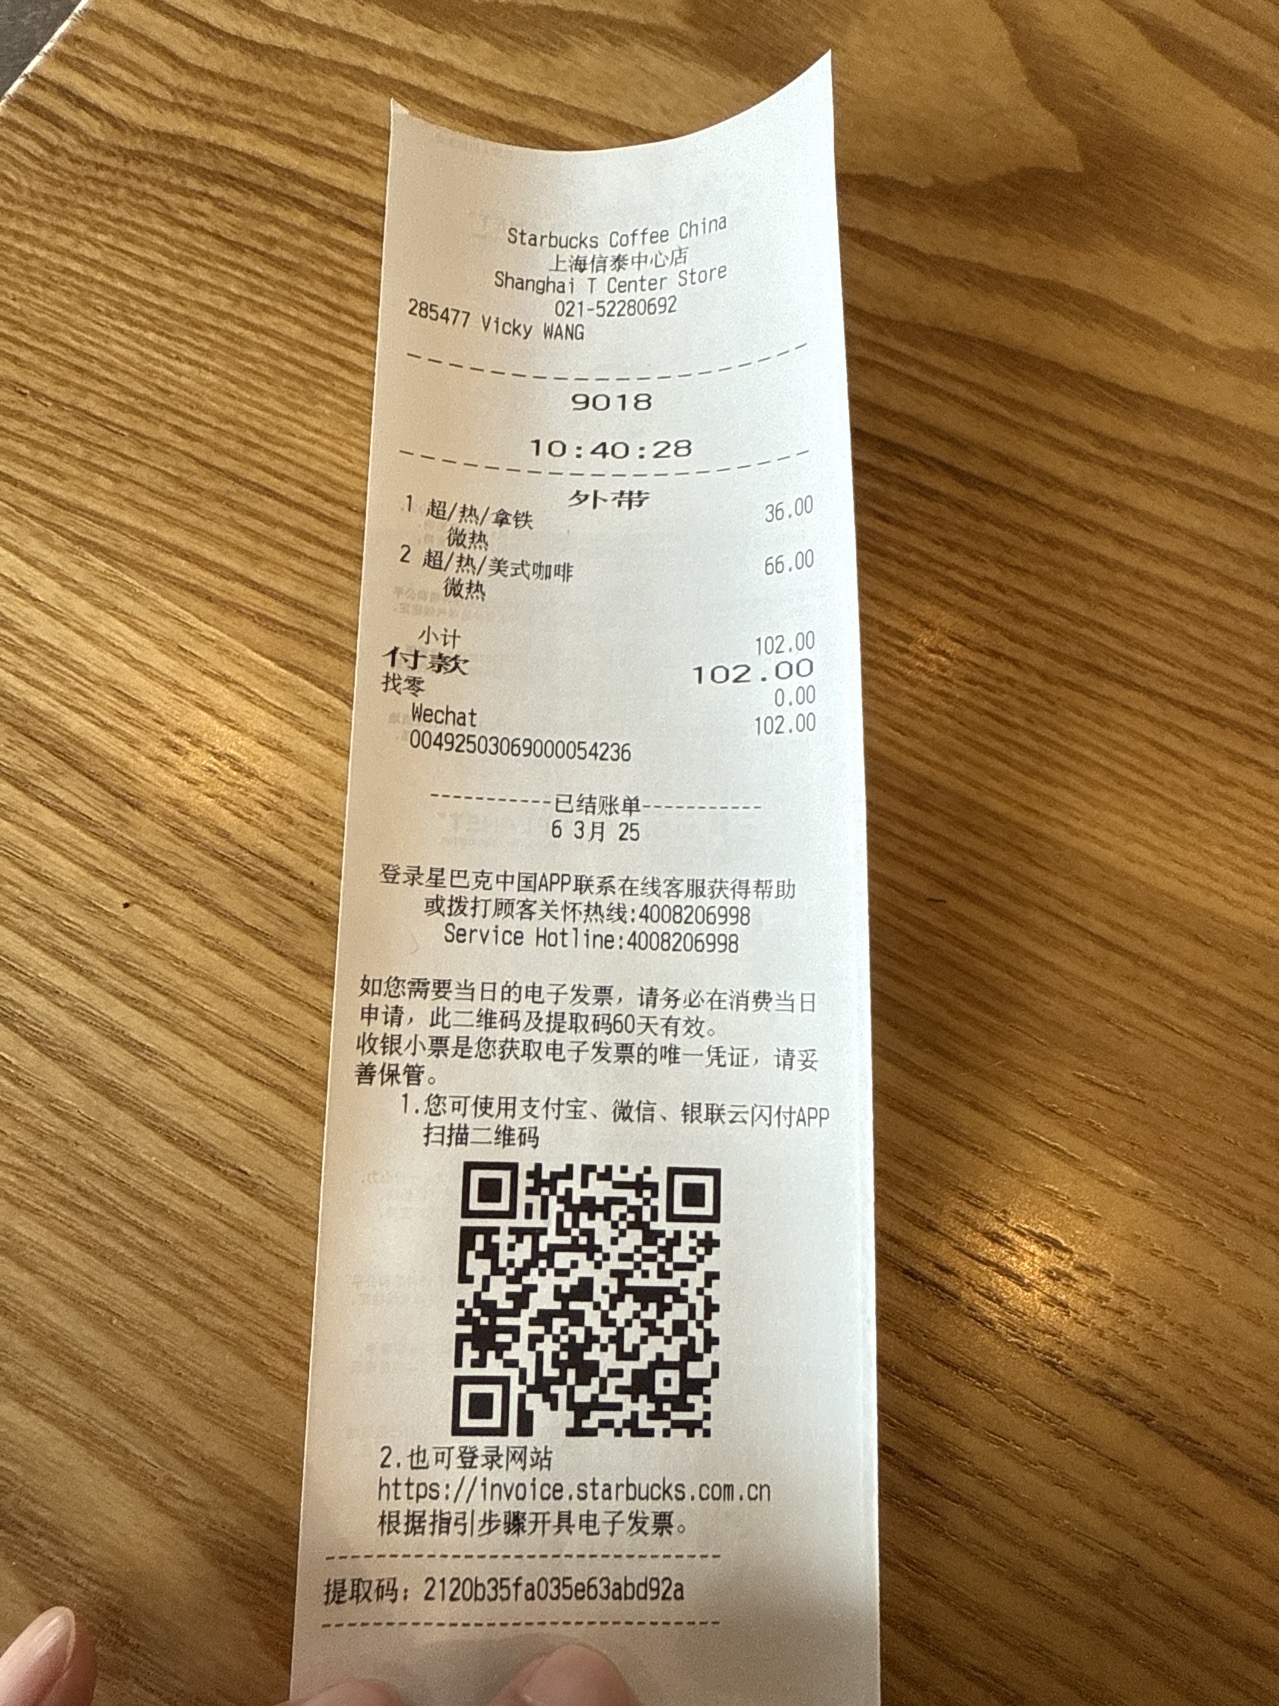 Starbucks Coffee China
上海信泰中心店
Shanghai T Center Store
021-52280692
285477 Vicky WANG
9018
10:40:28
外带
1 超/热/拿铁 36.00
微热
2 超/热/美式咖啡 66.00
微热
小计 102.00
付款 102.00
找零 0.00
Wechat 102.00
00492503069000054236
-----------已结账单-----------
6 3月 25
登录星巴克中国APP联系在线客服获得帮助
或拨打顾客关怀热线:4008206998
Service Hotline:4008206998
如您需要当日的电子发票，请务必在消费当日
申请，此二维码及提取码60天有效。
收银小票是您获取电子发票的唯一凭证，请妥
善保管。
1.您可使用支付宝、微信、银联云闪付APP
扫描二维码
2.也可登录网站
https://invoice.starbucks.com.cn
根据指引步骤开具电子发票。
提取码：2120b35fa035e63abd92a